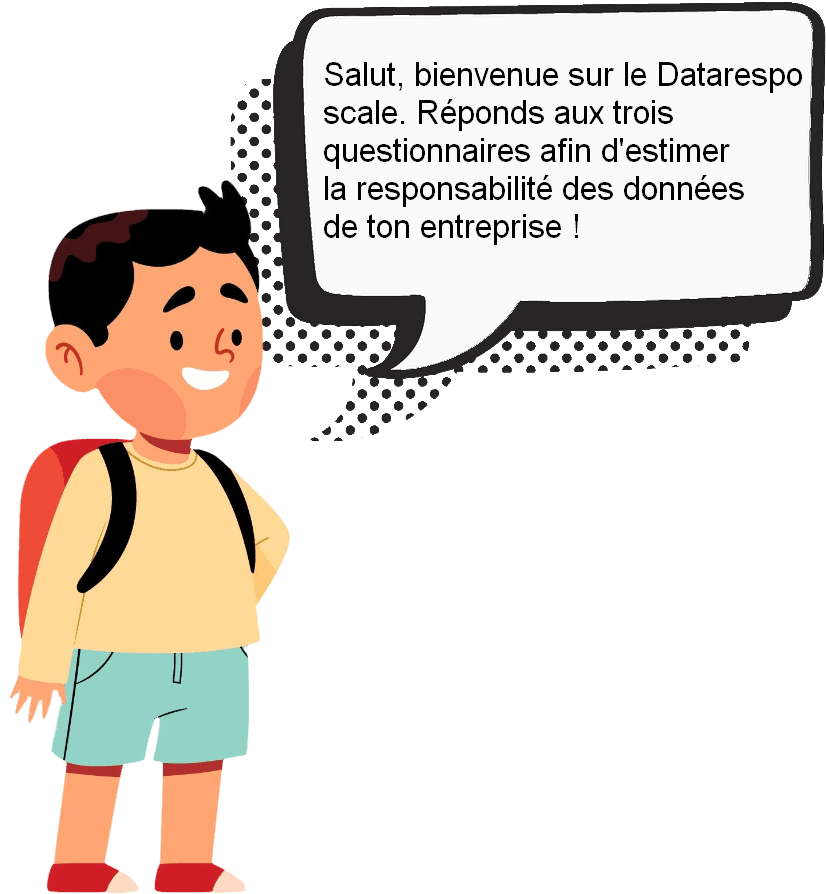 Salut, bienvenue sur le Datarespo
scale. Réponds aux trois
questionnaires afin d'estimer
la responsabilité des données
de ton entreprise !